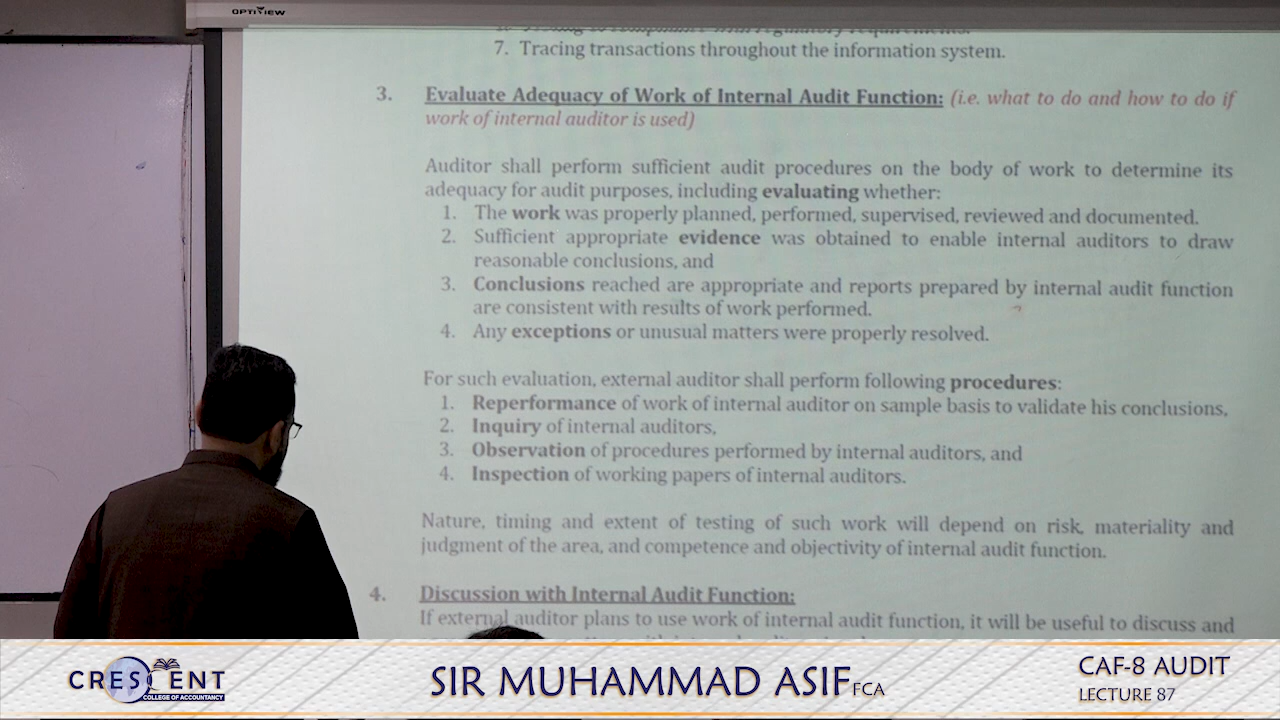 OPTIVIEW
7. Tracing transactions throughout the information system.
3. Evaluate Adequacy of Work of Internal Audit Function: (i.e. what to do and how to do if
work of internal auditor is used)
Auditor shall perform sufficient audit procedures on the body of work to determine its
adequacy for audit purposes, including evaluating whether:
1. The work was properly planned, performed, supervised, reviewed and documented.
2. Sufficient appropriate evidence was obtained to enable internal auditors to draw
reasonable conclusions, and
3. Conclusions reached are appropriate and reports prepared by internal audit function
are consistent with results of work performed.
4. Any exceptions or unusual matters were properly resolved.
For such evaluation, external auditor shall perform following procedures:
1. Reperformance of work of internal auditor on sample basis to validate his conclusions,
2. Inquiry of internal auditors,
3. Observation of procedures performed by internal auditors, and
4. Inspection of working papers of internal auditors.
Nature, timing and extent of testing of such work will depend on risk, materiality and
judgment of the area, and competence and objectivity of internal audit function.
4. Discussion with Internal Audit Function:
If external auditor plans to use work of internal audit function, it will be useful to discuss and
CRESCENT
COLLEGE OF ACCOUNTANCY
SIR MUHAMMAD ASIF FCA
CAF-8 AUDIT
LECTURE 87